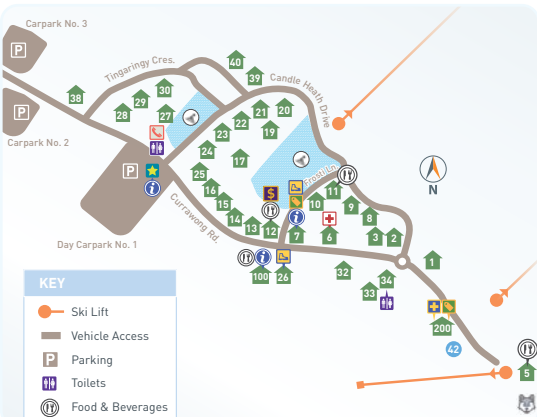 Carpark No. 3
P
Tingaringy Cres.
40
39
Candle Heath Drive
38
30
29
28
27
21
20
22
19
23
P
Carpark No. 2
24
17
P
25
16
15
14
13
12
$
Frosti Ln
11
10
9
8
7
6
3
2
N
i
i
Day Carpark No. 1
Currawong Rd.
i
100
26
32
1
34
33
200
42
5
KEY
Ski Lift
Vehicle Access
P
Parking
Toilets
Food & Beverages